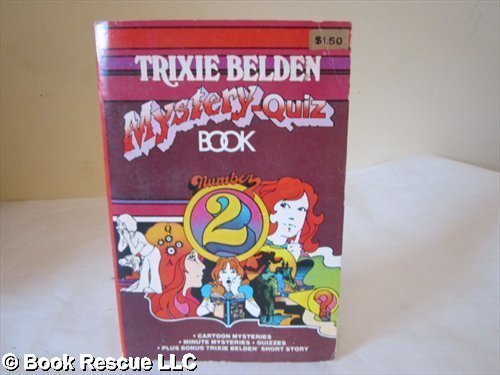 $1.50
TRIXIE BELDEN
Mystery-Quiz
BOOK
Number
2
• CARTOON MYSTERIES
• MINUTE MYSTERIES • QUIZZES
• PLUS BONUS TRIXIE BELDEN SHORT STORY
© Book Rescue LLC